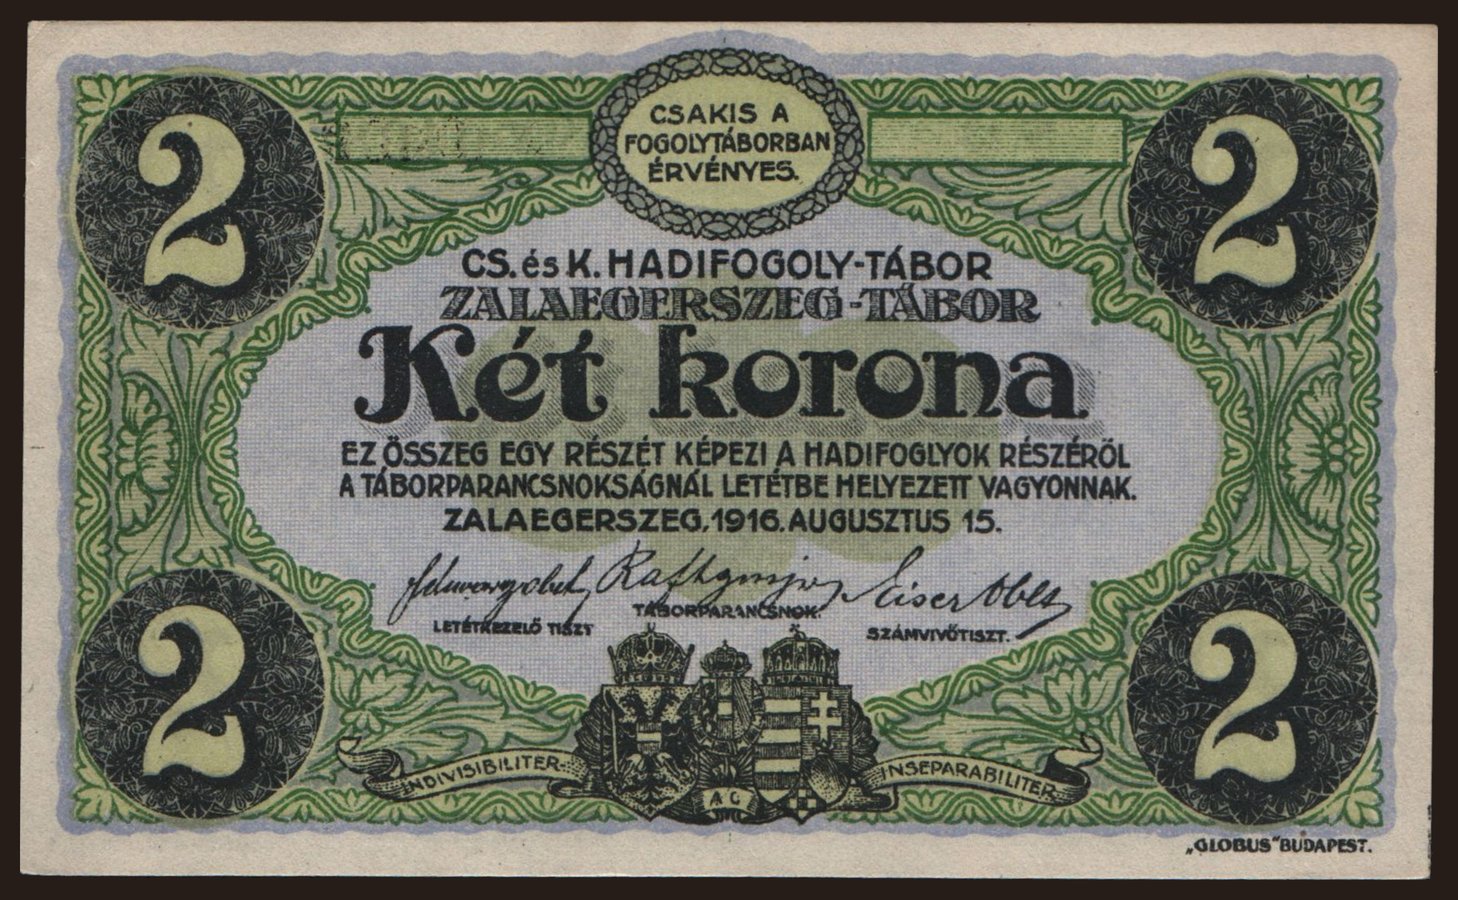 2
2
CSAKIS A
FOGOLYTÁBORBAN
ÉRVÉNYES.
CS. és K. HADIFOGOLY-TÁBOR
ZALAEGERSZEG-TÁBOR
Két korona
EZ ÖSSZEG EGY RÉSZÉT KÉPEZI A HADIFOGLYOK RÉSZÉRŐL
A TÁBORPARANCSNOKSÁGNÁL LETÉTBE HELYEZETT VAGYONNAK.
ZALAEGERSZEG, 1916. AUGUSZTUS 15.
TÁBORPARANCSNOK.
LETÉTKEZELŐ TISZT
SZÁMVIVŐTISZT.
2
2
INDIVISIBILITER
AC
INSEPARABILITER
„GLOBUS" BUDAPEST.